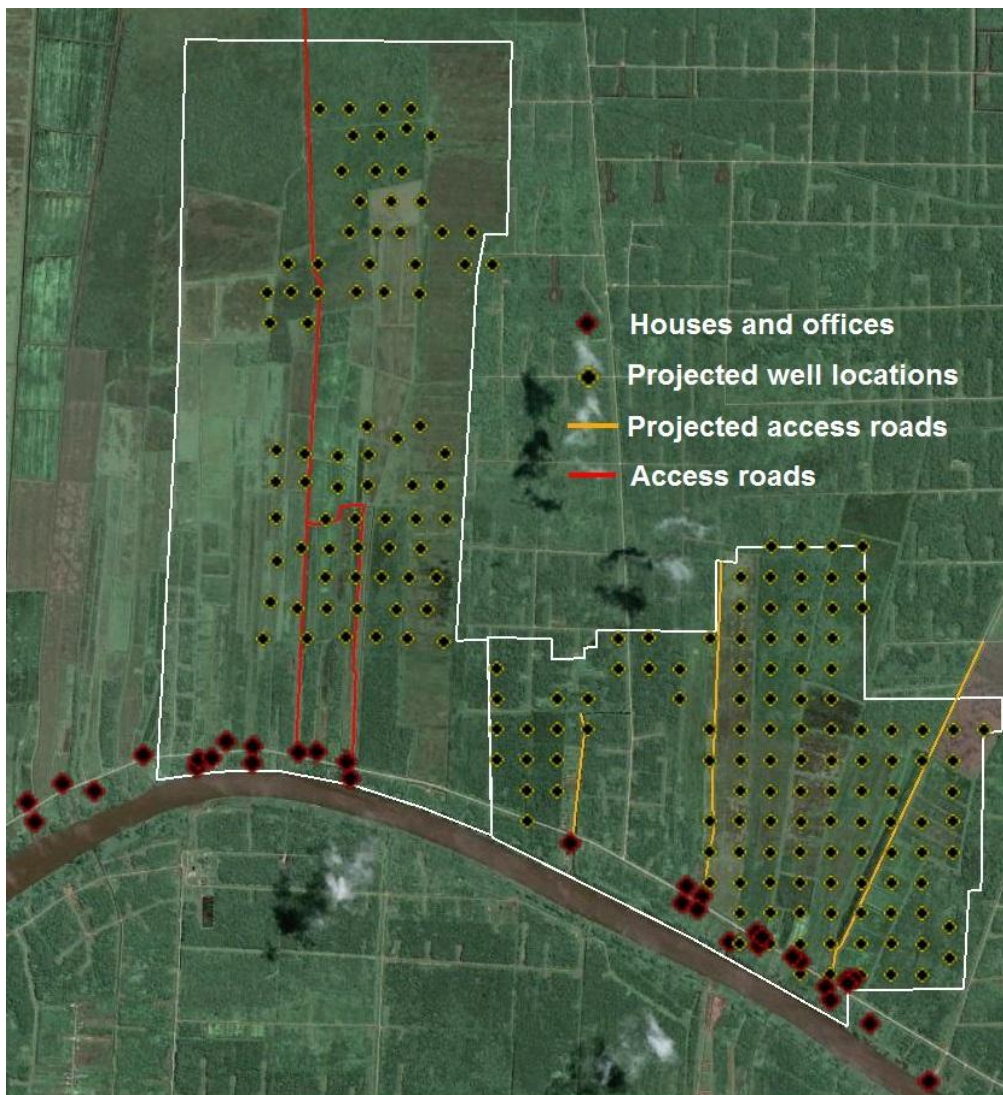 Houses and offices
Projected well locations
Projected access roads
Access roads